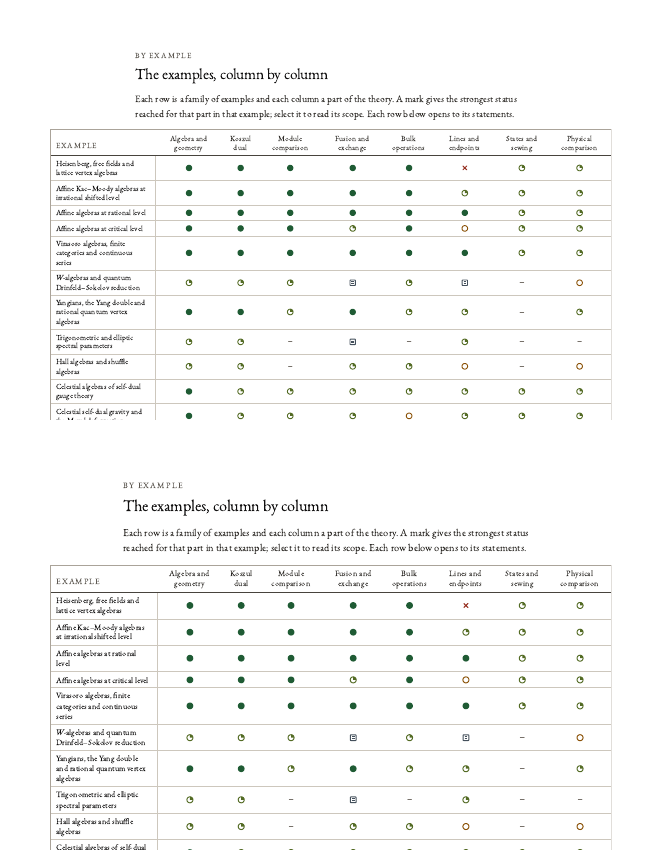 BY EXAMPLE
The examples, column by column
Each row is a family of examples and each column a part of the theory. A mark gives the strongest status
reached for that part in that example; select it to read its scope. Each row below opens to its statements.
EXAMPLE
Algebra and geometry
Koszul dual
Module comparison
Fusion and exchange
Bulk operations
Lines and endpoints
States and sewing
Physical comparison
Heisenberg, free fields and
lattice vertex algebras
Affine Kac–Moody algebras at
irrational shifted level
Affine algebras at rational level
Affine algebras at critical level
Virasoro algebras, finite
categories and continuous
series
W-algebras and quantum
Drinfeld–Sokolov reduction
Yangians, the Yang double and
rational quantum vertex
algebras
Trigonometric and elliptic
spectral parameters
Hall algebras and shuffle
algebras
Celestial algebras of self-dual
gauge theory
Celestial self-dual gravity and
BY EXAMPLE
The examples, column by column
Each row is a family of examples and each column a part of the theory. A mark gives the strongest status
reached for that part in that example; select it to read its scope. Each row below opens to its statements.
EXAMPLE
Algebra and geometry
Koszul dual
Module comparison
Fusion and exchange
Bulk operations
Lines and endpoints
States and sewing
Physical comparison
Heisenberg, free fields and
lattice vertex algebras
Affine Kac–Moody algebras
at irrational shifted level
Affine algebras at rational
level
Affine algebras at critical level
Virasoro algebras, finite
categories and continuous
series
W-algebras and quantum
Drinfeld–Sokolov reduction
Yangians, the Yang double
and rational quantum vertex
algebras
Trigonometric and elliptic
spectral parameters
Hall algebras and shuffle
algebras
Celestial algebras of self-dual